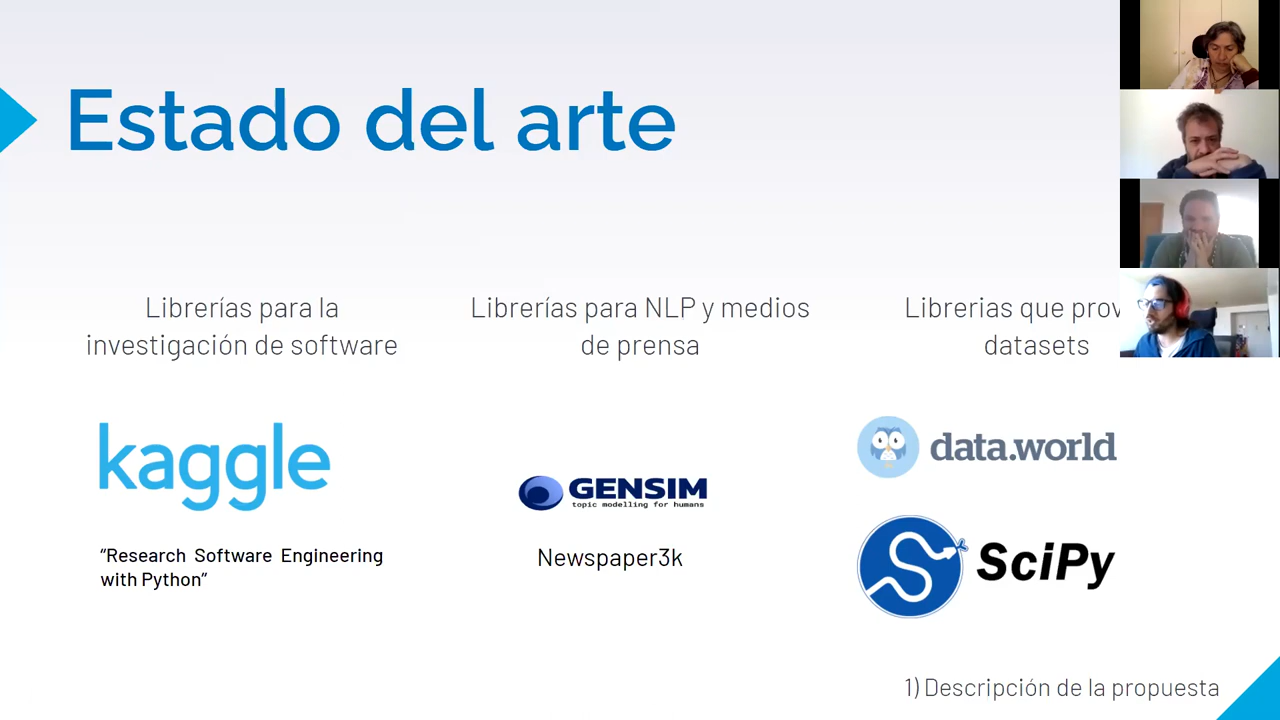 Estado del arte
Librerías para la
investigación de software
kaggle
“Research Software Engineering
with Python”
Librerías para NLP y medios
de prensa
GENSIM
topic modelling for humans
Newspaper3k
Librerias que
datasets
data.world
SciPy
1) Descripción de la propuesta